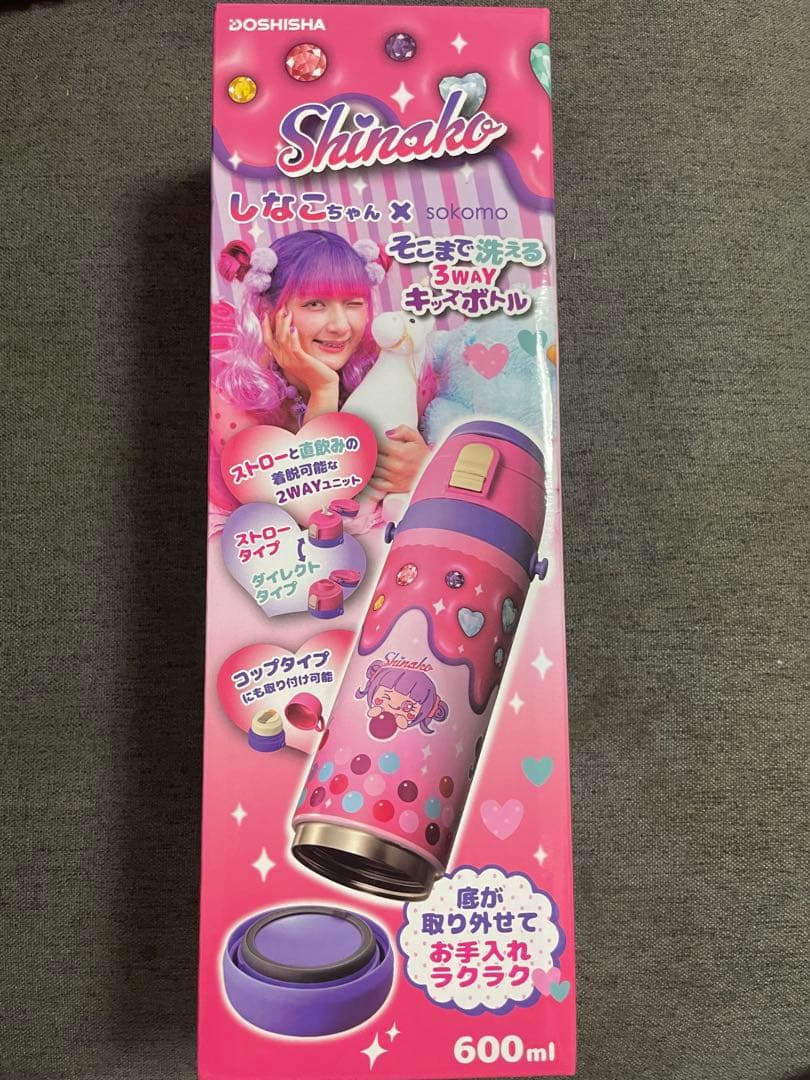 DOSHISHA
Shinako
しなこちゃん × sokomo
そこまで洗える
3WAY
キッズボトル
ストローと直飲みの
着脱可能な
2WAYユニット
ストロー
タイプ
ダイレクト
タイプ
コップタイプ
にも取り付け可能
Shinako
底が
取り外せて
お手入れ
ラクラク
600ml